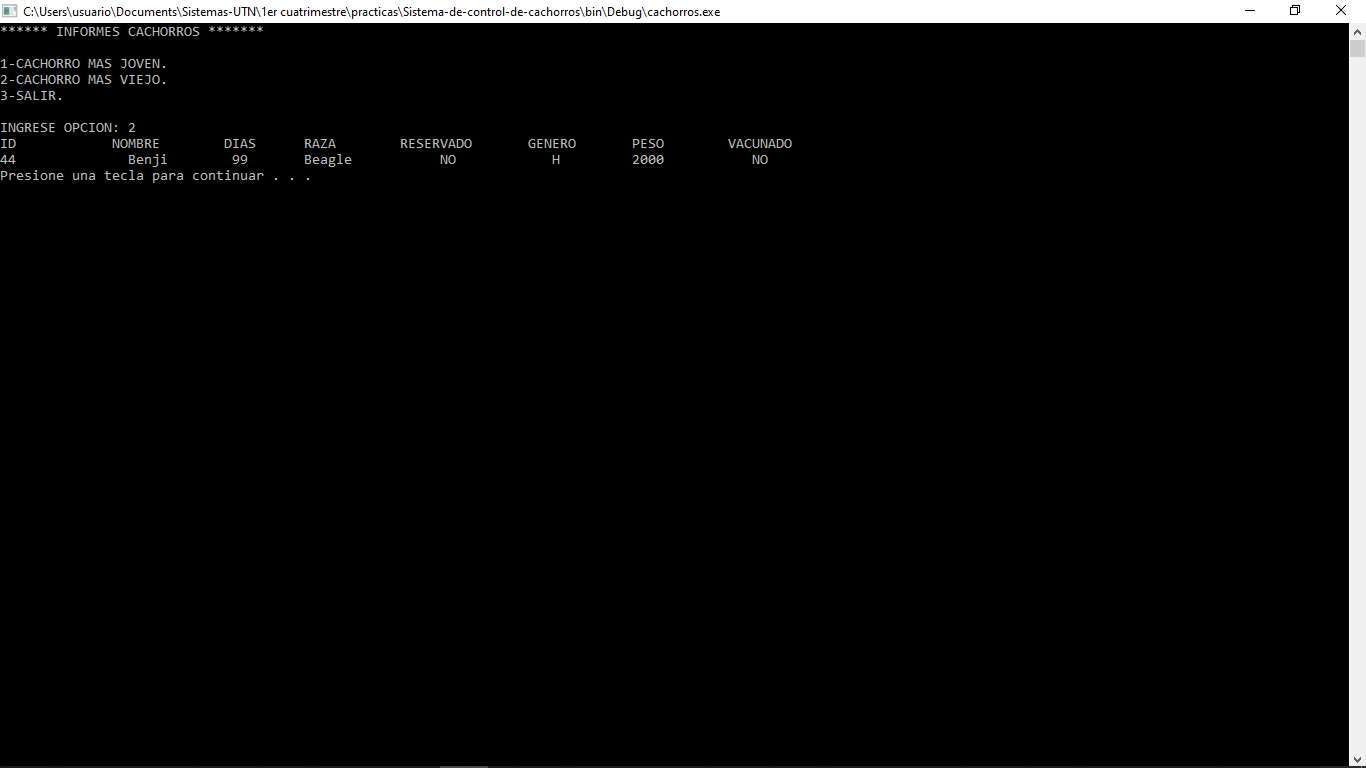 C:\Users\usuario\Documents\Sistemas-UTN\1er cuatrimestre\practicas\Sistema-de-control-de-cachorros\bin\Debug\cachorros.exe
****** INFORMES CACHORROS *******
1-CACHORRO MAS JOVEN.
2-CACHORRO MAS VIEJO.
3-SALIR.
INGRESE OPCION: 2
ID NOMBRE DIAS RAZA RESERVADO GENERO PESO VACUNADO
44 Benji 99 Beagle NO H 2000 NO
Presione una tecla para continuar . . .